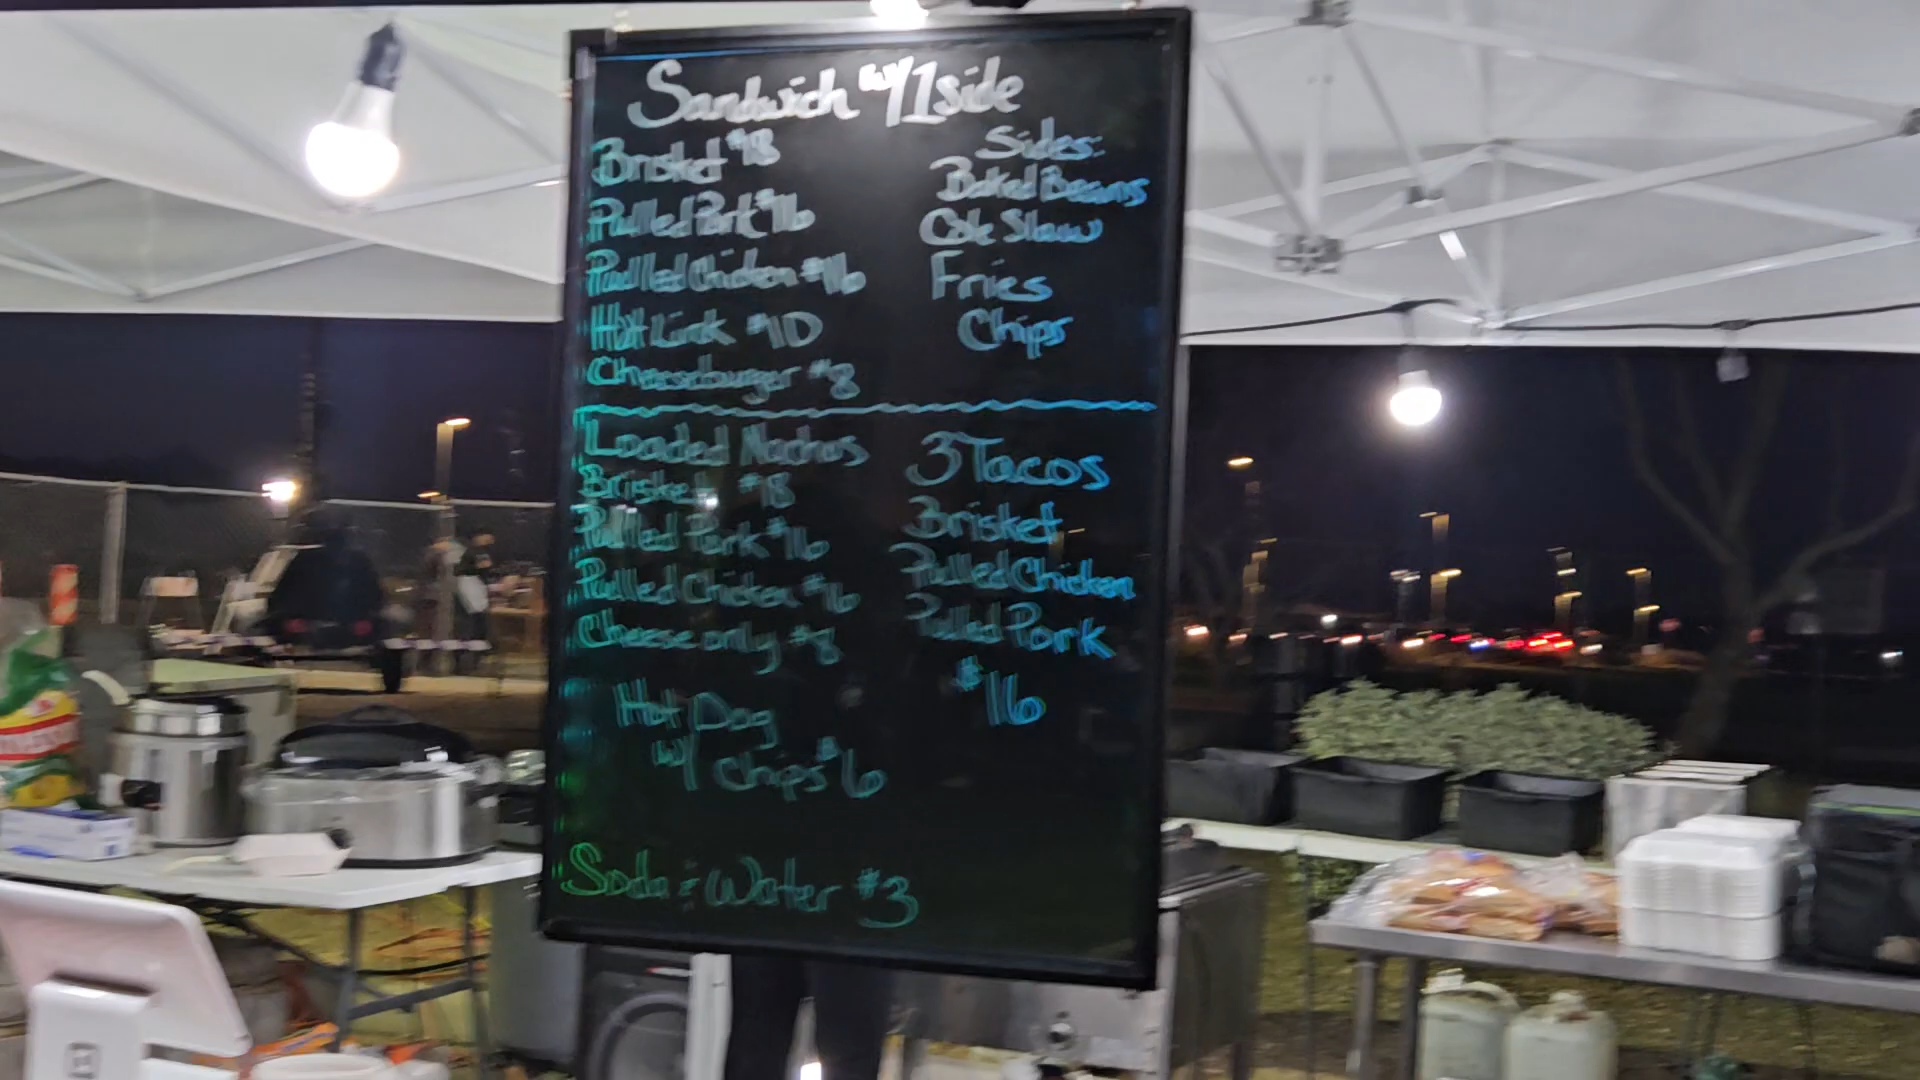 Sandwich w/ 1 side
Brisket $18
Pulled Pork $16
Pulled Chicken $16
Hot Link $10
Cheeseburger $8
Sides:
Baked Beans
Cole Slaw
Fries
Chips
Loaded Nachos
Brisket $18
Pulled Pork $16
Pulled Chicken $16
Cheese only $8
3 Tacos
Brisket
Pulled Chicken
Pulled Pork
$16
Hot Dog
w/ chips $6
Soda & Water $3